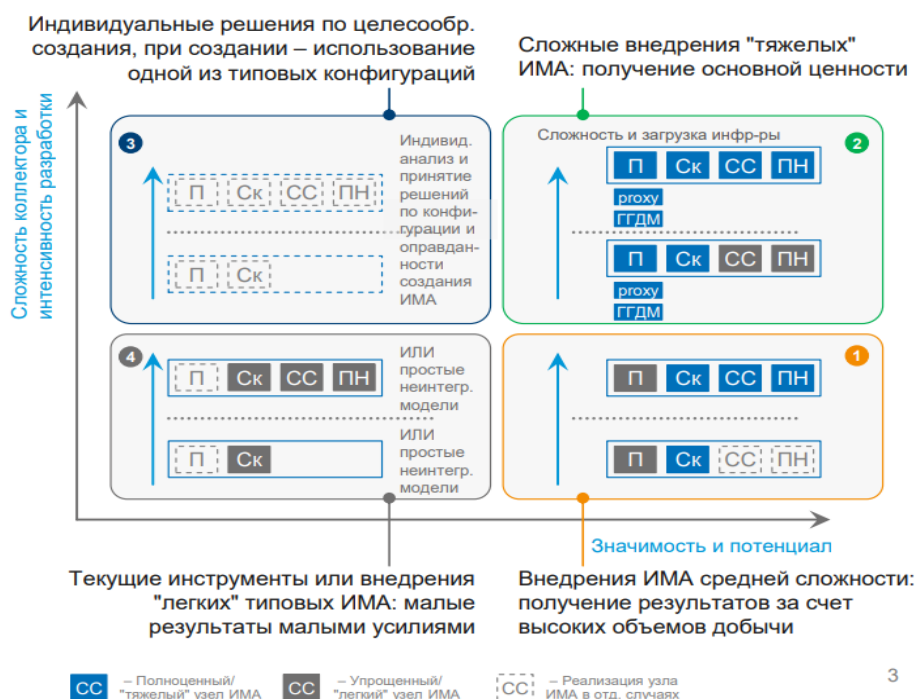 Индивидуальные решения по целесообр.
создания, при создании – использование
одной из типовых конфигураций
Сложные внедрения "тяжелых"
ИМА: получение основной ценности
Сложность коллектора и
интенсивность разработки
3
Индивид.
анализ и
принятие
решений
по конфи-
гурации и
оправдан-
ности
создания
ИМА
П Ск СС ПН
П Ск
Сложность и загрузка инфр-ры
2
П Ск СС ПН
proxy
ГГДМ
П Ск СС ПН
proxy
ГГДМ
4
П Ск СС ПН
ИЛИ
простые
неинтегр.
модели
П Ск
ИЛИ
простые
неинтегр.
модели
1
П Ск СС ПН
П Ск СС ПН
Значимость и потенциал
Текущие инструменты или внедрения
"легких" типовых ИМА: малые
результаты малыми усилиями
Внедрения ИМА средней сложности:
получение результатов за счет
высоких объемов добычи
СС – Полноценный/
"тяжелый" узел ИМА
СС – Упрощенный/
"легкий" узел ИМА
СС – Реализация узла
ИМА в отд. случаях
3